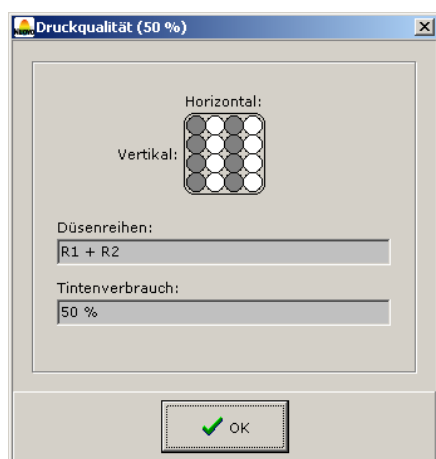 Druckqualität (50 %)
Horizontal:
Vertikal:
Düsenreihen:
R1 + R2
Tintenverbrauch:
50 %
OK